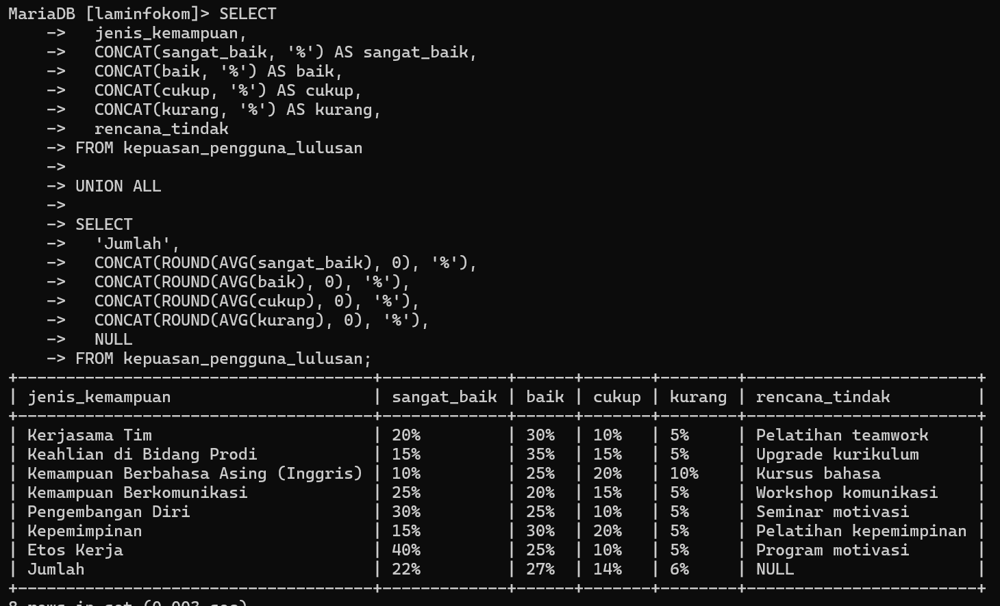 MariaDB [laminfokom]> SELECT
    ->   jenis_kemampuan,
    ->   CONCAT(sangat_baik, '%') AS sangat_baik,
    ->   CONCAT(baik, '%') AS baik,
    ->   CONCAT(cukup, '%') AS cukup,
    ->   CONCAT(kurang, '%') AS kurang,
    ->   rencana_tindak
    -> FROM kepuasan_pengguna_lulusan
    ->
    -> UNION ALL
    ->
    -> SELECT
    ->   'Jumlah',
    ->   CONCAT(ROUND(AVG(sangat_baik), 0), '%'),
    ->   CONCAT(ROUND(AVG(baik), 0), '%'),
    ->   CONCAT(ROUND(AVG(cukup), 0), '%'),
    ->   CONCAT(ROUND(AVG(kurang), 0), '%'),
    ->   NULL
    -> FROM kepuasan_pengguna_lulusan;
+-------------------------------------+-------------+------+-------+--------+------------------------+
| jenis_kemampuan                     | sangat_baik | baik | cukup | kurang | rencana_tindak         |
+-------------------------------------+-------------+------+-------+--------+------------------------+
| Kerjasama Tim                       | 20%         | 30%  | 10%   | 5%     | Pelatihan teamwork     |
| Keahlian di Bidang Prodi            | 15%         | 35%  | 15%   | 5%     | Upgrade kurikulum      |
| Kemampuan Berbahasa Asing (Inggris) | 10%         | 25%  | 20%   | 10%    | Kursus bahasa          |
| Kemampuan Berkomunikasi             | 25%         | 20%  | 15%   | 5%     | Workshop komunikasi    |
| Pengembangan Diri                   | 30%         | 25%  | 10%   | 5%     | Seminar motivasi       |
| Kepemimpinan                        | 15%         | 30%  | 20%   | 5%     | Pelatihan kepemimpinan |
| Etos Kerja                          | 40%         | 25%  | 10%   | 5%     | Program motivasi       |
| Jumlah                              | 22%         | 27%  | 14%   | 6%     | NULL                   |
+-------------------------------------+-------------+------+-------+--------+------------------------+
8 rows in set